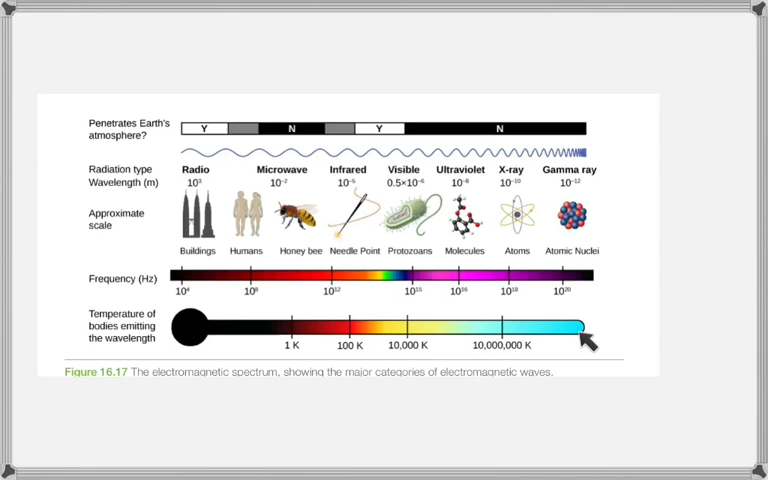 Penetrates Earth's
atmosphere?
Y N Y N
Radiation type Radio Microwave Infrared Visible Ultraviolet X-ray Gamma ray
Wavelength (m) 10³ 10⁻² 10⁻⁵ 0.5×10⁻⁶ 10⁻⁸ 10⁻¹⁰ 10⁻¹²
Approximate
scale
Buildings Humans Honey bee Needle Point Protozoans Molecules Atoms Atomic Nuclei
Frequency (Hz)
10⁴ 10⁸ 10¹² 10¹⁵ 10¹⁶ 10¹⁸ 10²⁰
Temperature of
bodies emitting
the wavelength
1 K 100 K 10,000 K 10,000,000 K
Figure 16.17 The electromagnetic spectrum, showing the major categories of electromagnetic waves.